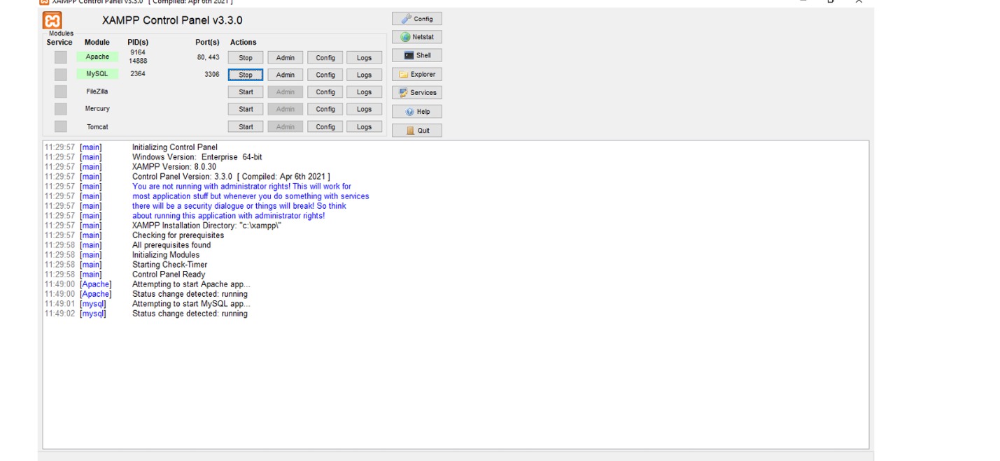 XAMPP Control Panel v3.3.0 [ Compiled: Apr 6th 2021 ]
XAMPP Control Panel v3.3.0
Config
Modules
Service Module PID(s) Port(s) Actions
Netstat
Apache 9164 14888 80, 443 Stop Admin Config Logs
Shell
MySQL 2364 3306 Stop Admin Config Logs
Explorer
FileZilla Start Admin Config Logs
Services
Mercury Start Admin Config Logs
Help
Tomcat Start Admin Config Logs
Quit
11:29:57 [main] Initializing Control Panel
11:29:57 [main] Windows Version: Enterprise 64-bit
11:29:57 [main] XAMPP Version: 8.0.30
11:29:57 [main] Control Panel Version: 3.3.0 [ Compiled: Apr 6th 2021 ]
11:29:57 [main] You are not running with administrator rights! This will work for
11:29:57 [main] most application stuff but whenever you do something with services
11:29:57 [main] there will be a security dialogue or things will break! So think
11:29:57 [main] about running this application with administrator rights!
11:29:57 [main] XAMPP Installation Directory: "c:\xampp\"
11:29:57 [main] Checking for prerequisites
11:29:58 [main] All prerequisites found
11:29:58 [main] Initializing Modules
11:29:58 [main] Starting Check-Timer
11:29:58 [main] Control Panel Ready
11:49:00 [Apache] Attempting to start Apache app...
11:49:00 [Apache] Status change detected: running
11:49:01 [mysql] Attempting to start MySQL app...
11:49:02 [mysql] Status change detected: running